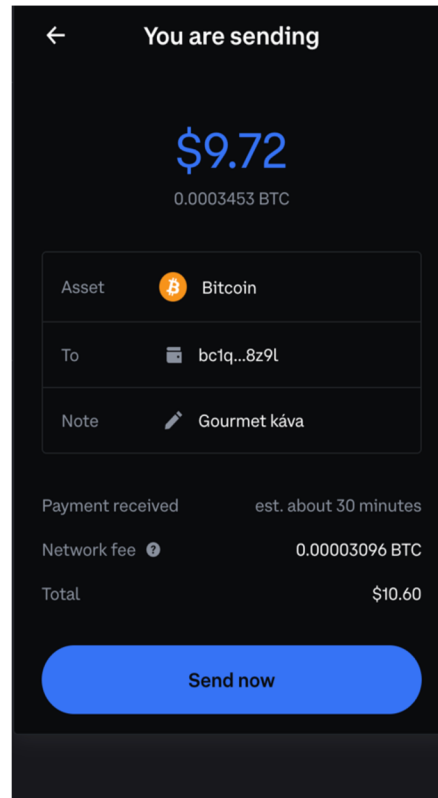 You are sending
$9.72
0.0003453 BTC
Asset Bitcoin
To bc1q...8z9l
Note Gourmet káva
Payment received est. about 30 minutes
Network fee ? 0.00003096 BTC
Total $10.60
Send now